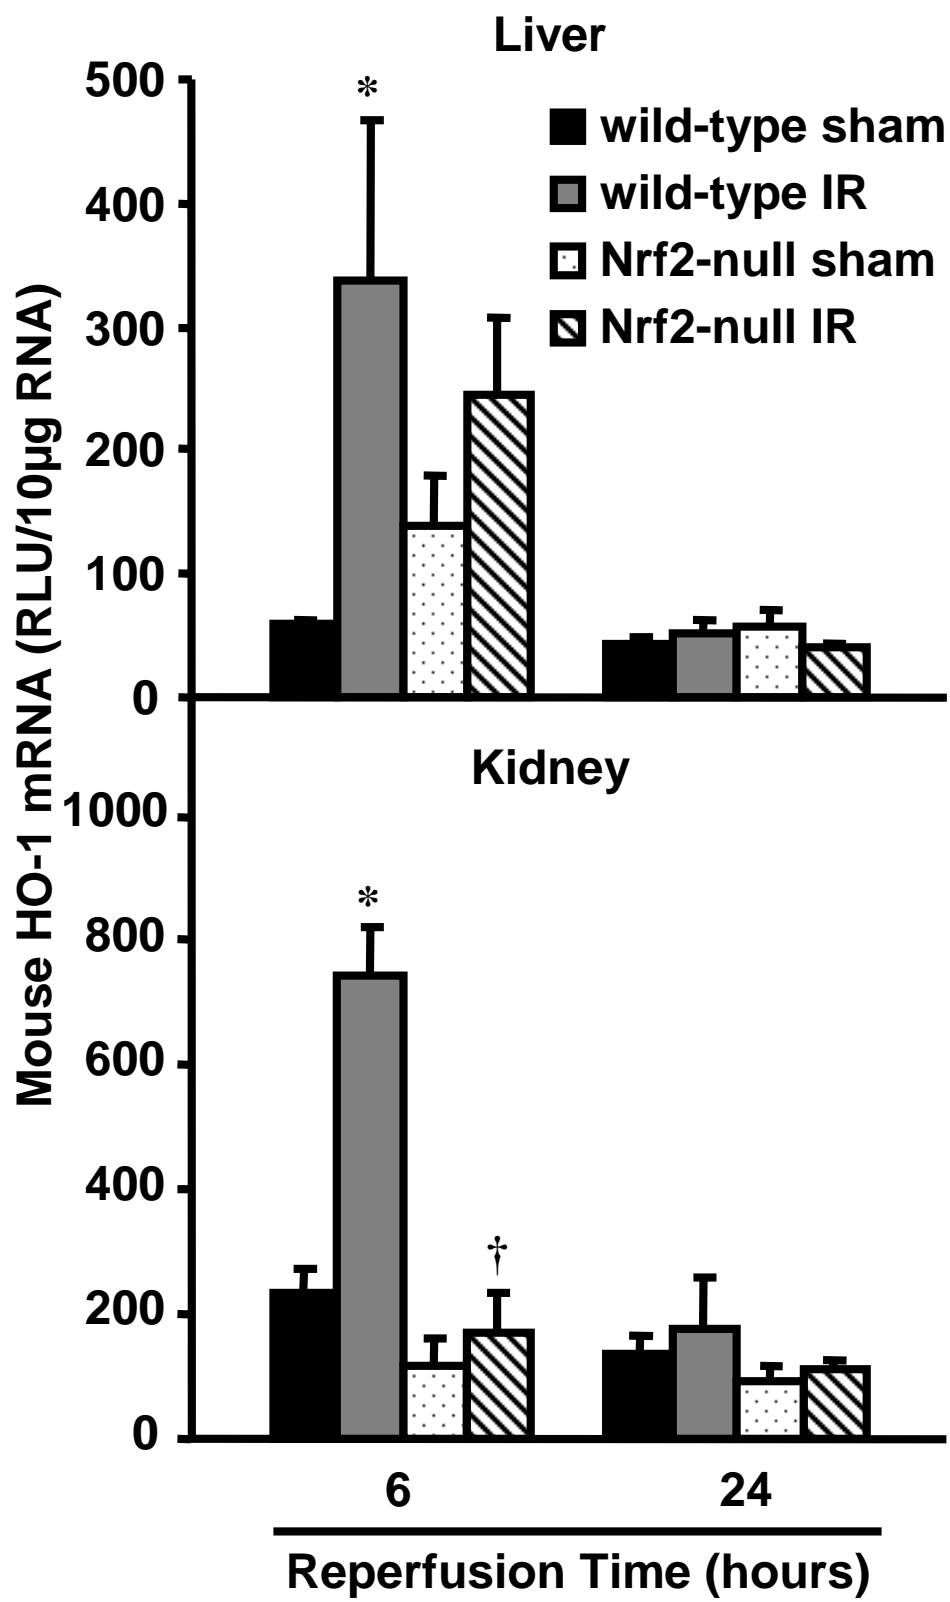 Liver
500
*
wild-type sham
wild-type IR
Nrf2-null sham
Nrf2-null IR
400
300
200
100
0
Mouse HO-1 mRNA (RLU/10µg RNA)
Kidney
1000
*
800
600
400
†
200
0
6 24
Reperfusion Time (hours)